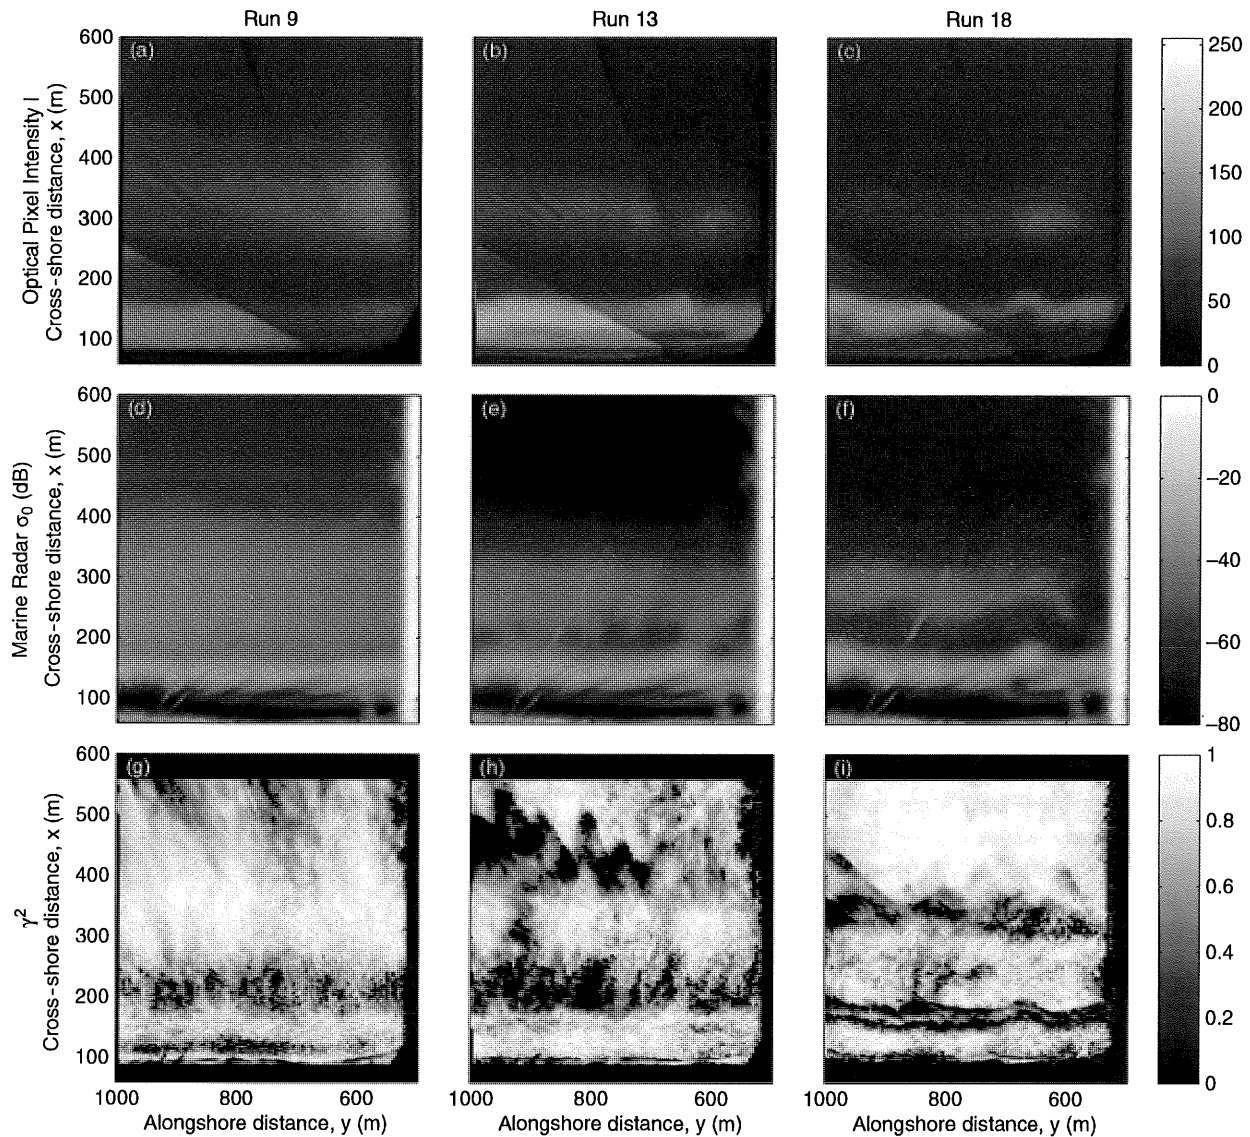 Run 9 Run 13 Run 18
Optical Pixel Intensity I
Cross-shore distance, x (m)
600
500
400
300
200
100
(a)
(b)
(c)
250
200
150
100
50
0
Marine Radar σ0 (dB)
Cross-shore distance, x (m)
600
500
400
300
200
100
(d)
(e)
(f)
0
−20
−40
−60
−80
γ2
Cross-shore distance, x (m)
600
500
400
300
200
100
(g)
(h)
(i)
1
0.8
0.6
0.4
0.2
0
1000 800 600 1000 800 600 1000 800 600
Alongshore distance, y (m) Alongshore distance, y (m) Alongshore distance, y (m)